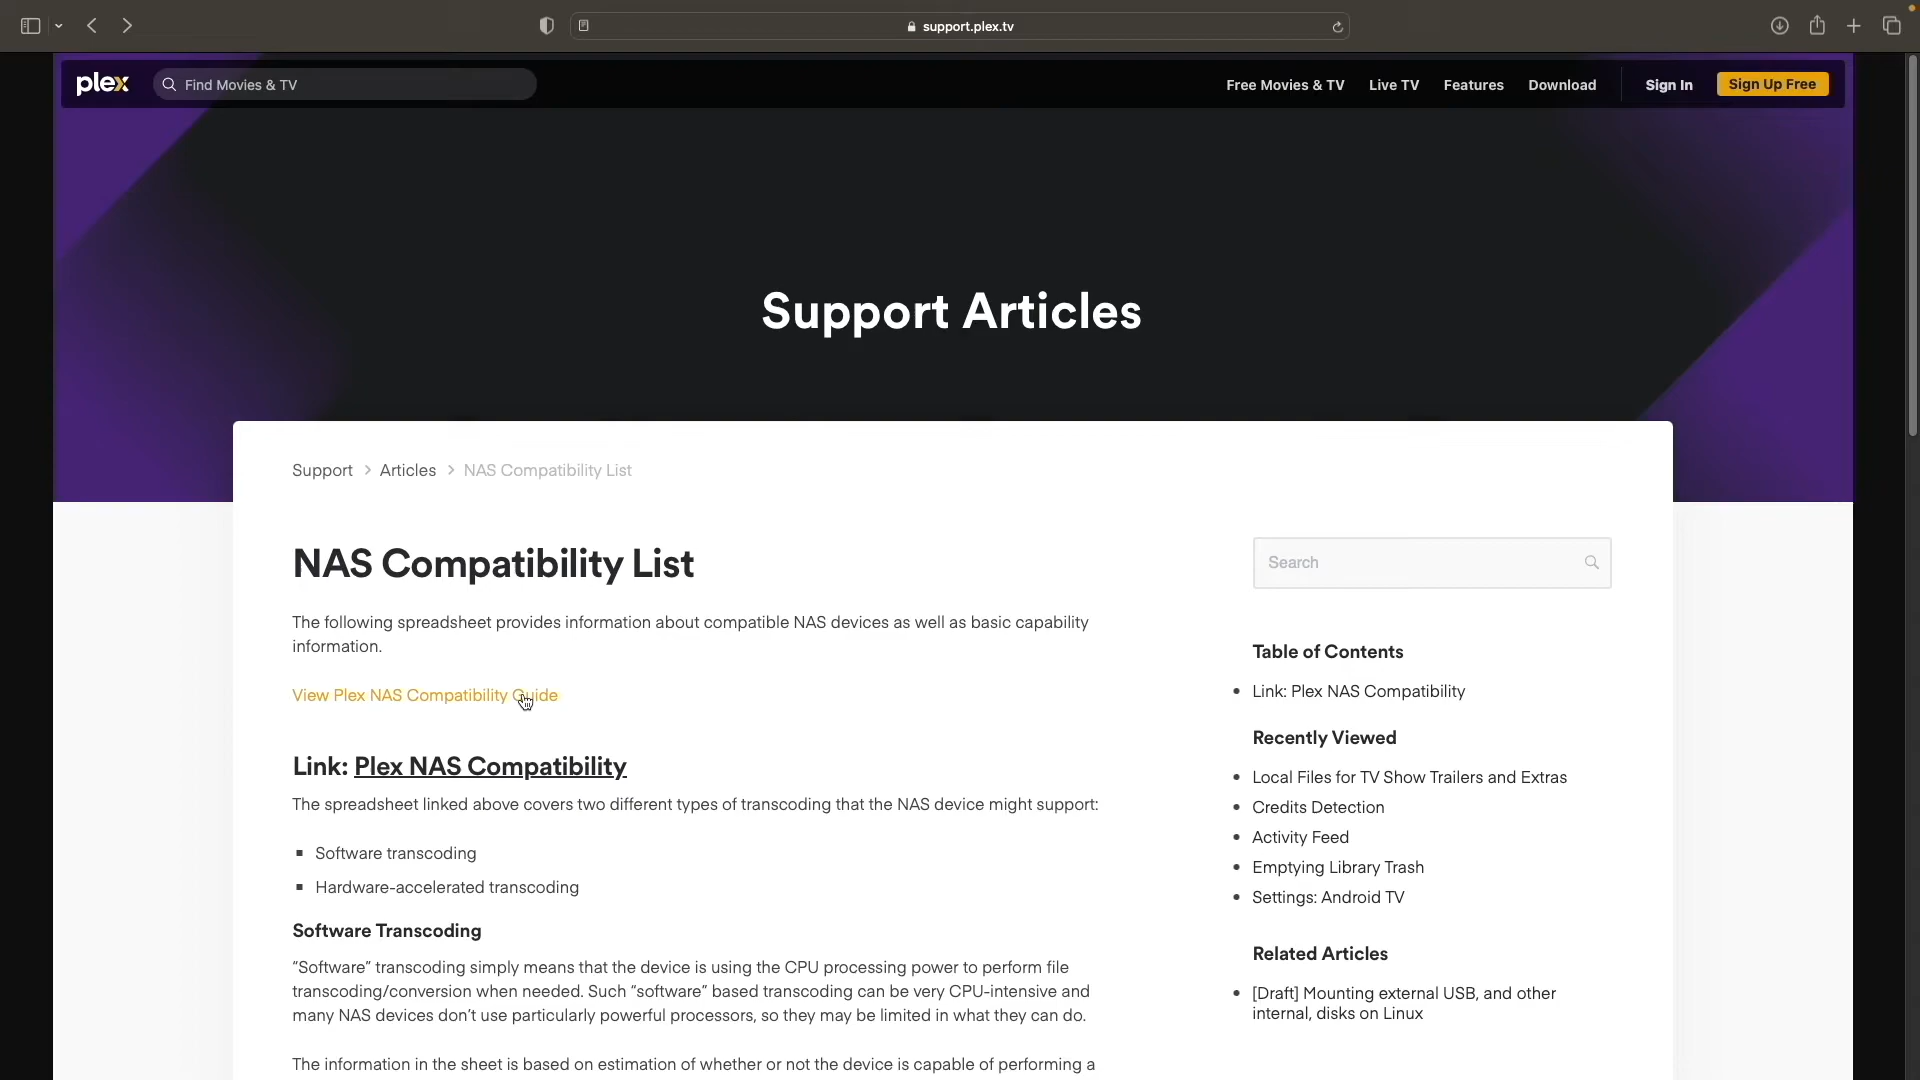 support.plex.tv
plex
Find Movies & TV
Free Movies & TV
Live TV
Features
Download
Sign In
Sign Up Free
Support Articles
Support > Articles > NAS Compatibility List
NAS Compatibility List
The following spreadsheet provides information about compatible NAS devices as well as basic capability
information.
View Plex NAS Compatibility Guide
Link: Plex NAS Compatibility
The spreadsheet linked above covers two different types of transcoding that the NAS device might support:
Software transcoding
Hardware-accelerated transcoding
Software Transcoding
“Software” transcoding simply means that the device is using the CPU processing power to perform file
transcoding/conversion when needed. Such “software” based transcoding can be very CPU-intensive and
many NAS devices don’t use particularly powerful processors, so they may be limited in what they can do.
The information in the sheet is based on estimation of whether or not the device is capable of performing a
Search
Table of Contents
Link: Plex NAS Compatibility
Recently Viewed
Local Files for TV Show Trailers and Extras
Credits Detection
Activity Feed
Emptying Library Trash
Settings: Android TV
Related Articles
[Draft] Mounting external USB, and other
internal, disks on Linux